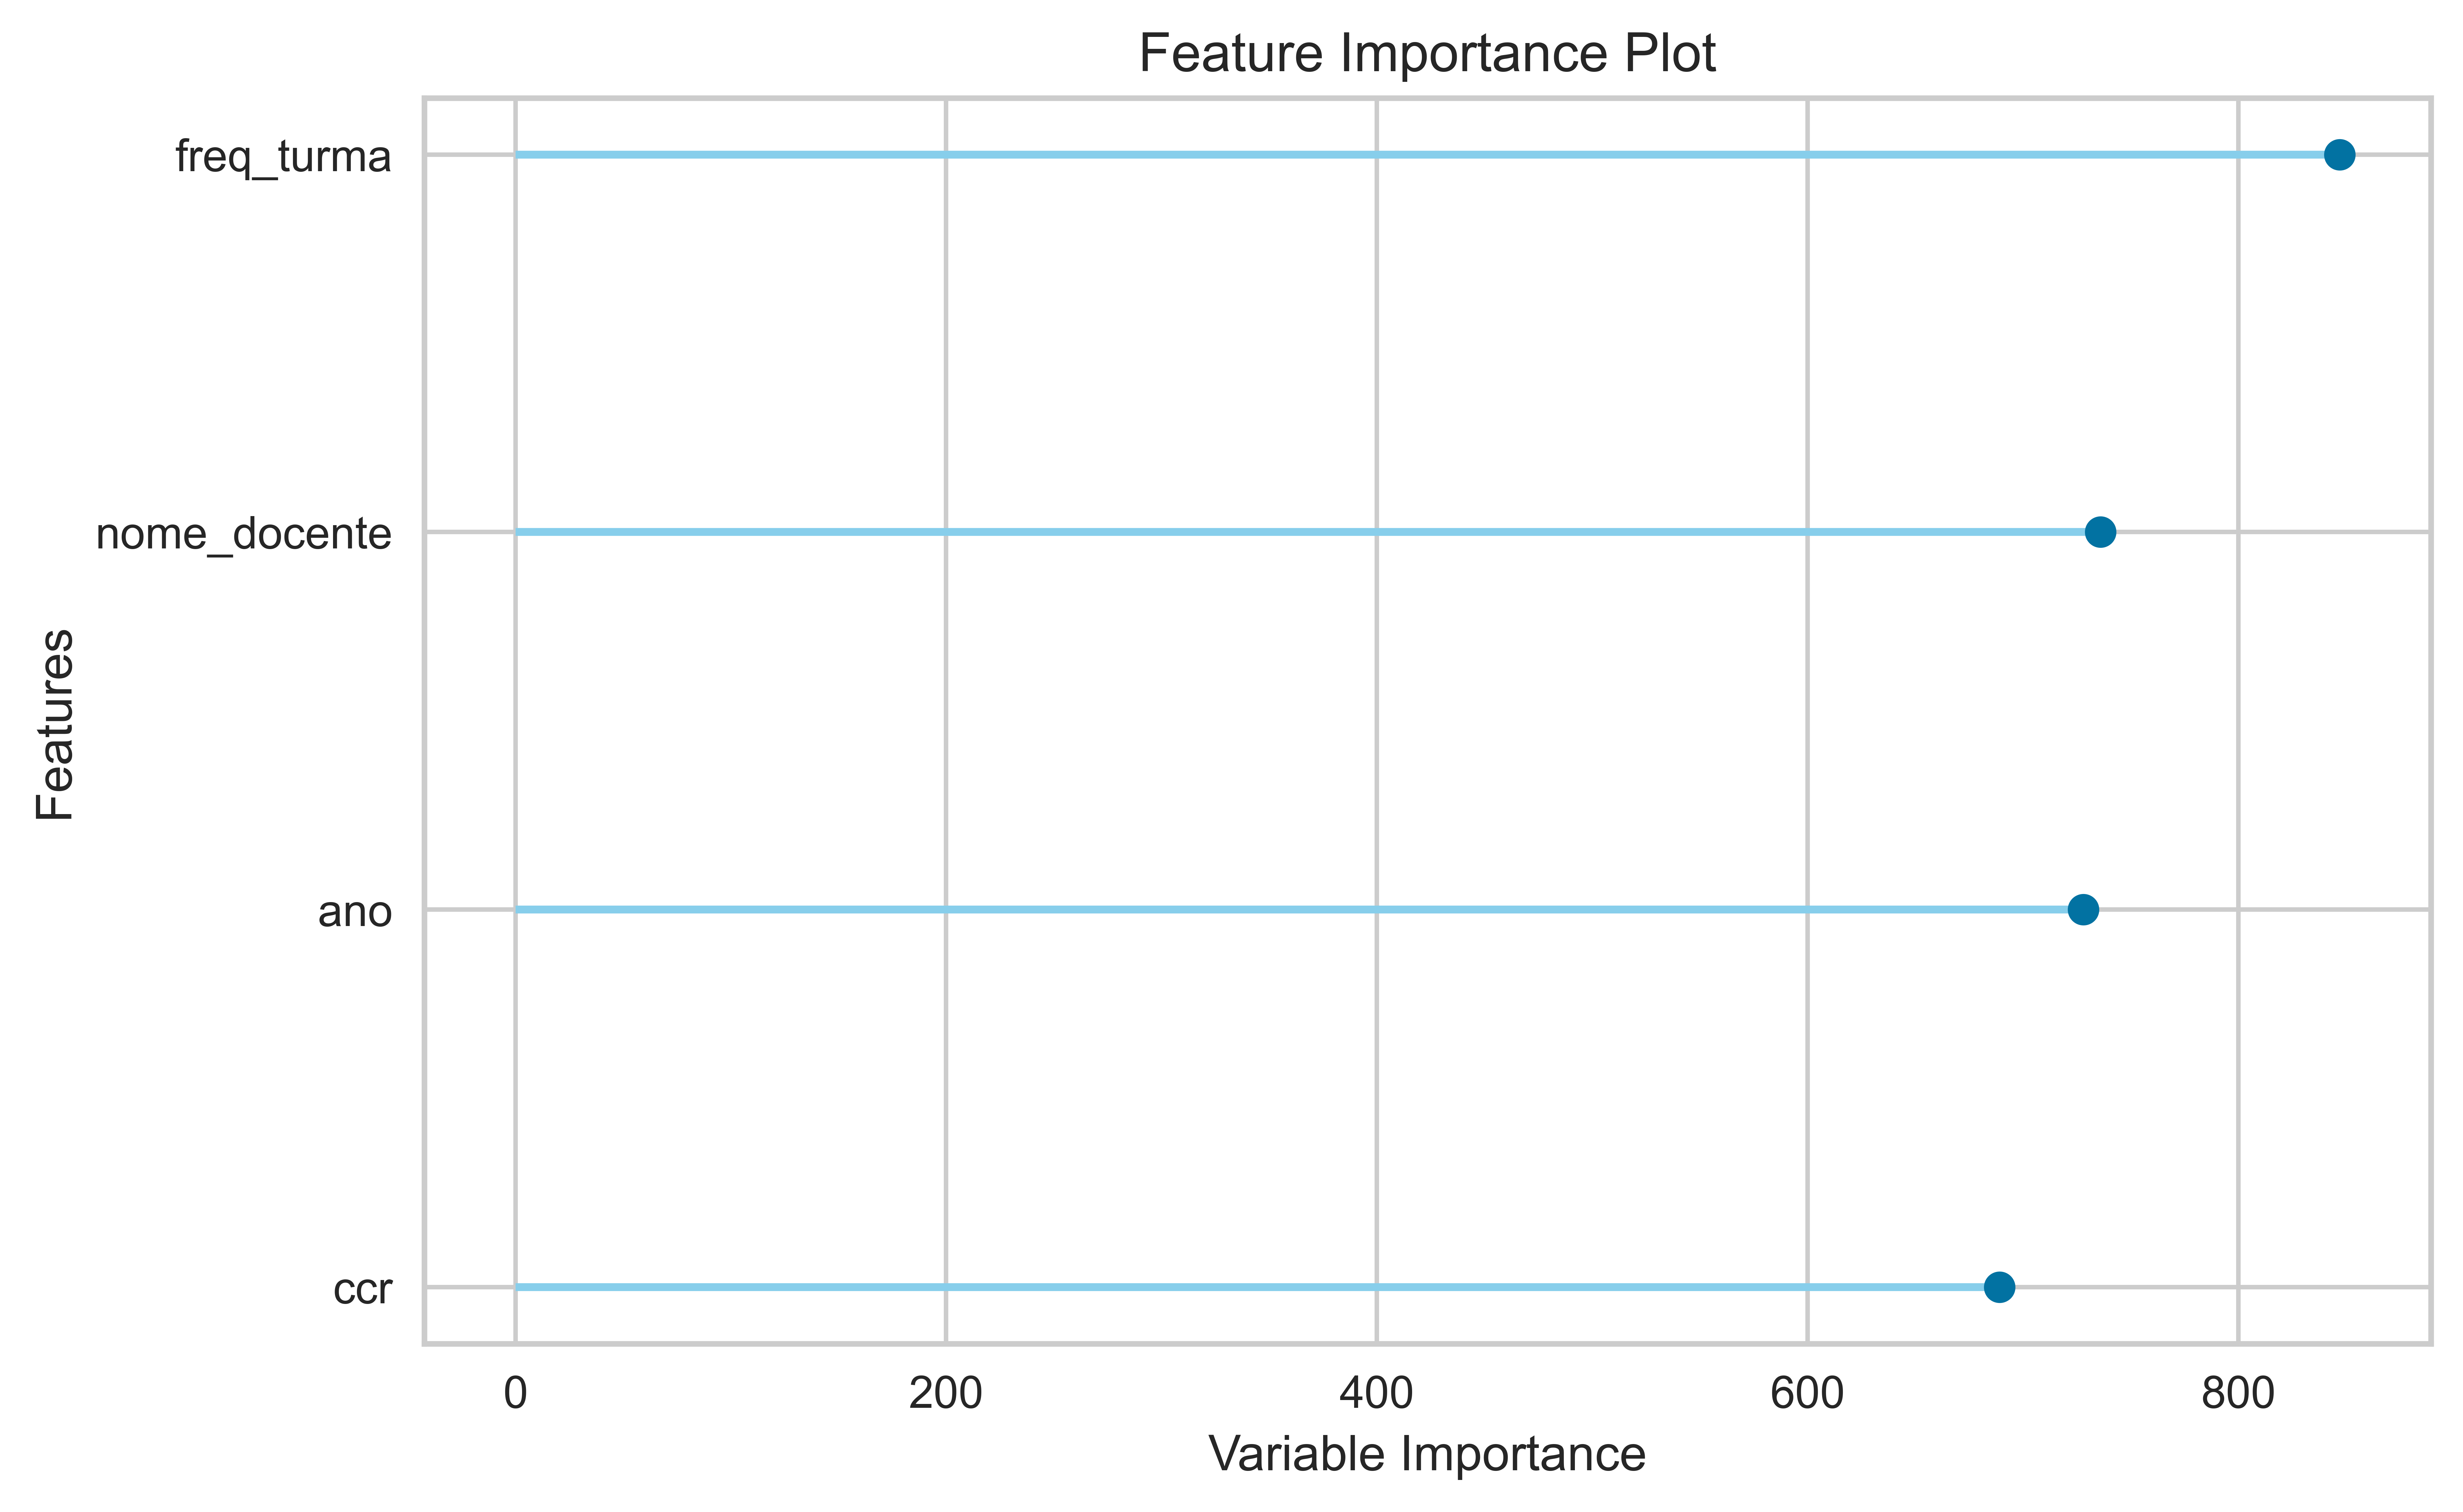 Feature Importance Plot
freq_turma
nome_docente
Features
ano
ccr
0 200 400 600 800
Variable Importance